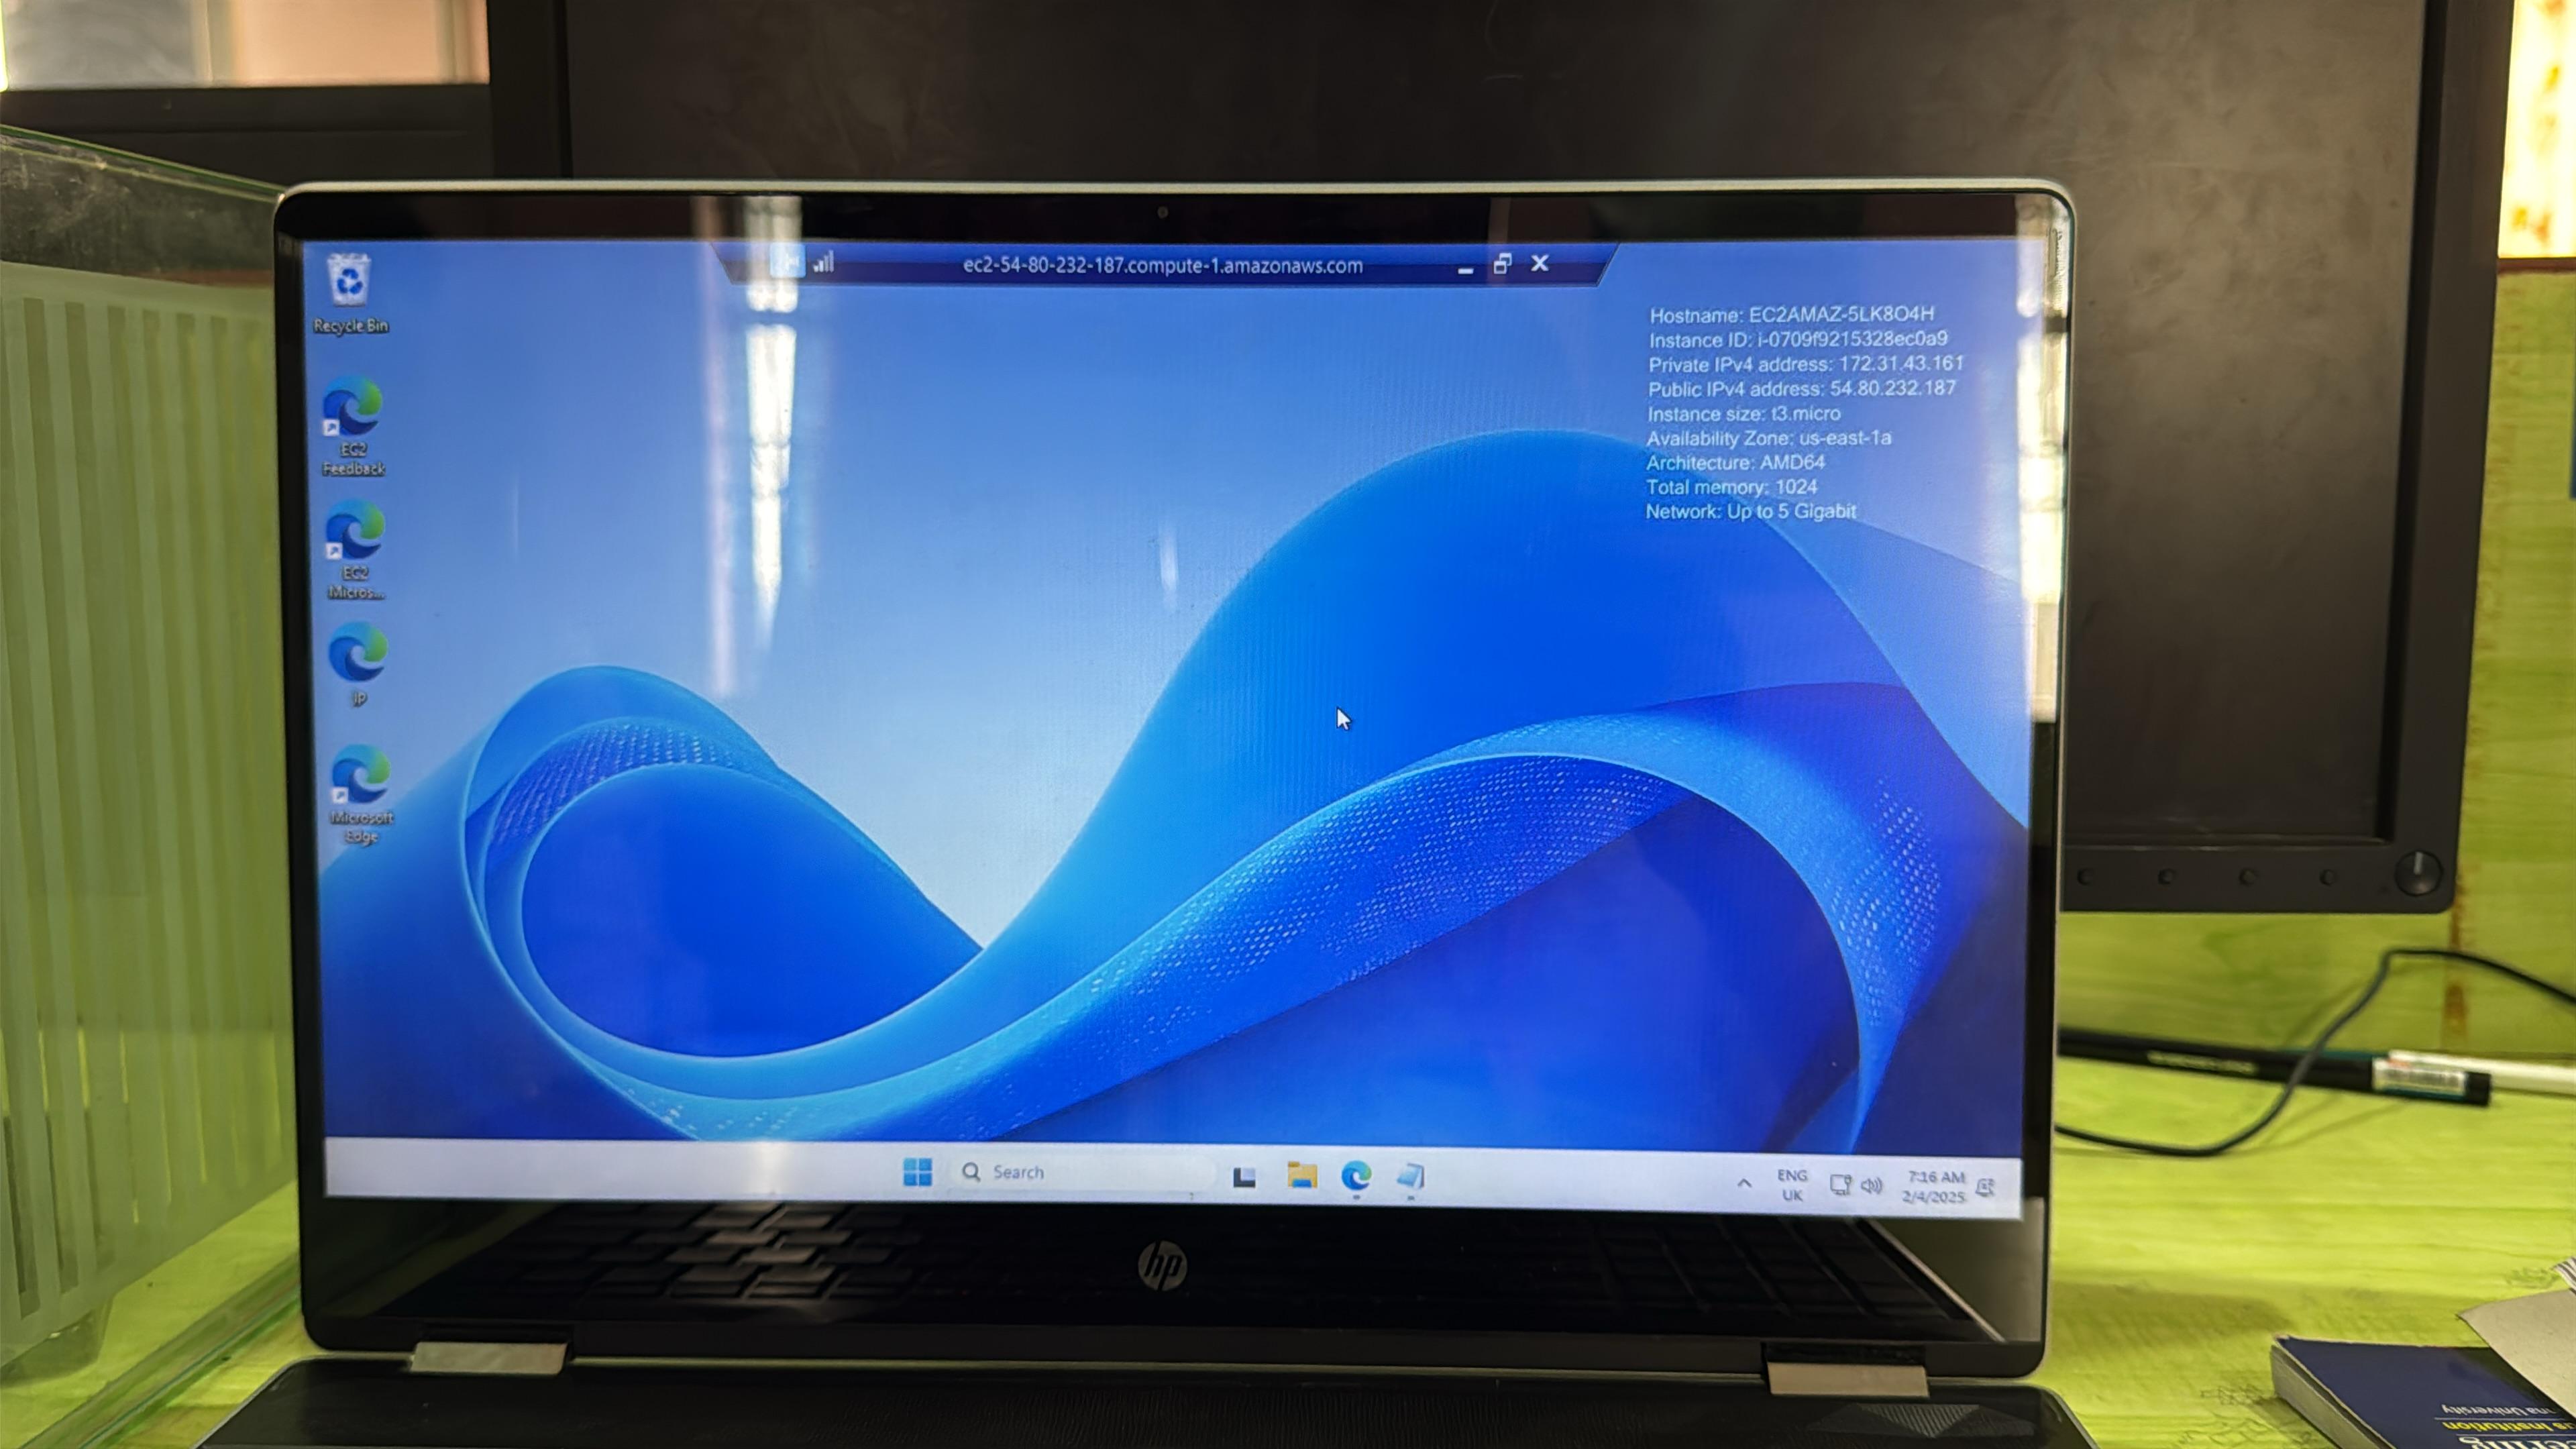 ec2-54-80-232-187.compute-1.amazonaws.com
Recycle Bin
EC2
Feedback
EC2
Micros...
Microsoft
Edge
Hostname: EC2AMAZ-5LK8O4H
Instance ID: i-0709f9215328ec0a9
Private IPv4 address: 172.31.43.161
Public IPv4 address: 54.80.232.187
Instance size: t3.micro
Availability Zone: us-east-1a
Architecture: AMD64
Total memory: 1024
Network: Up to 5 Gigabit
Search
ENG
UK
7:16 AM
2/4/2025
hp
University
Institution